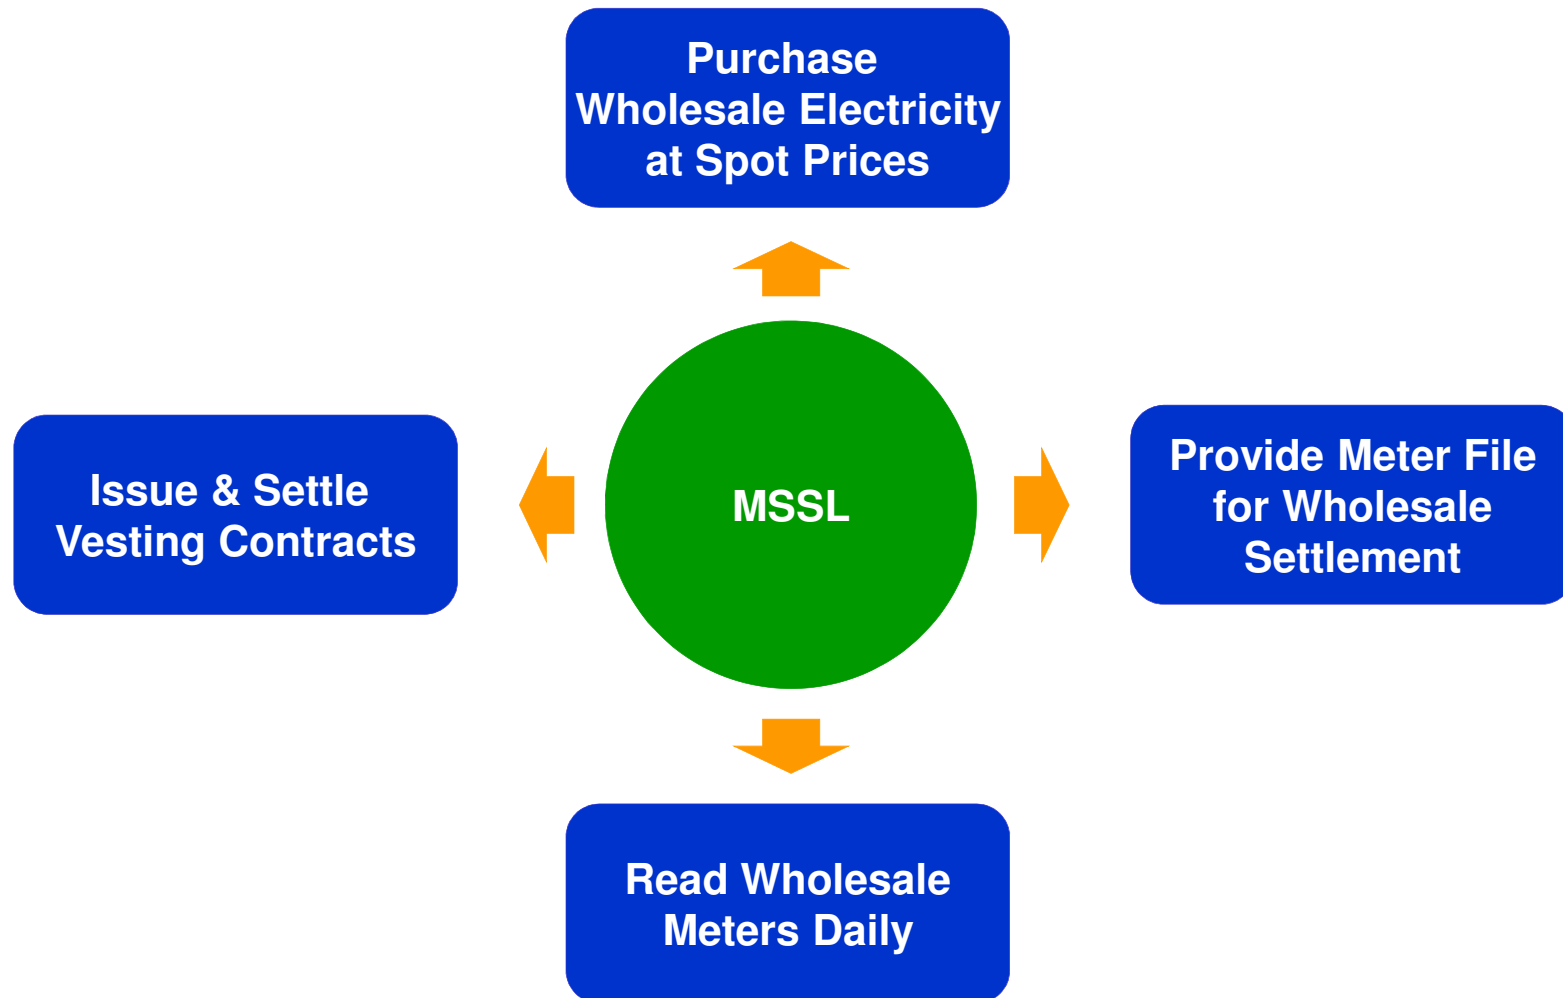 Purchase
Wholesale Electricity
at Spot Prices
Issue & Settle
Vesting Contracts
MSSL
Provide Meter File
for Wholesale
Settlement
Read Wholesale
Meters Daily